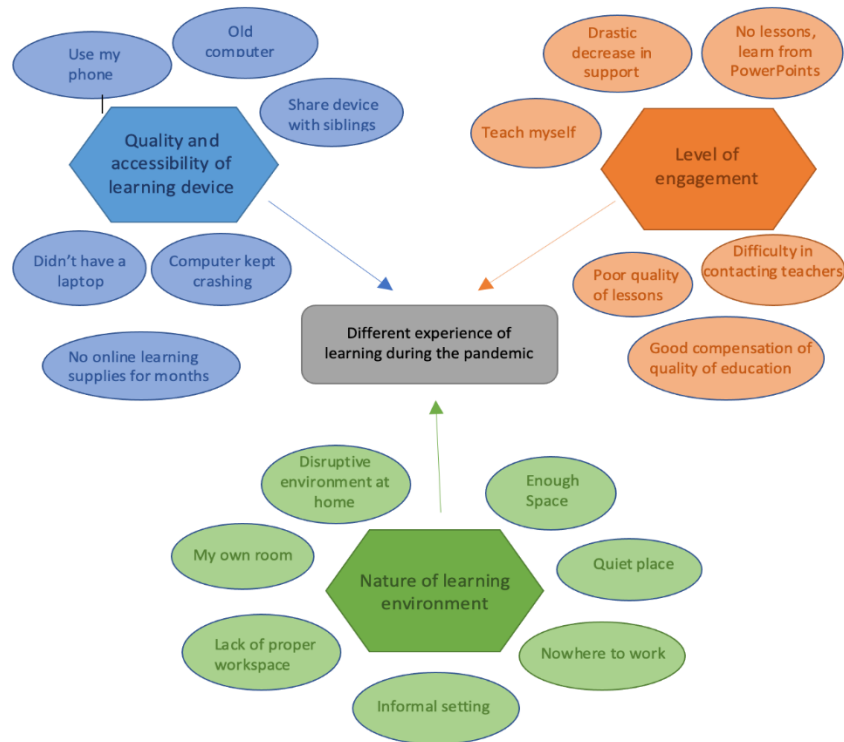 Use my
phone
Old
computer
Share device
with siblings
Quality and
accessibility of
learning device
Didn't have a
laptop
Computer kept
crashing
No online learning
supplies for months
Drastic
decrease in
support
No lessons,
learn from
PowerPoints
Teach myself
Level of
engagement
Poor quality
of lessons
Difficulty in
contacting teachers
Good compensation of
quality of education
Different experience of
learning during the pandemic
Disruptive
environment at
home
Enough
Space
My own room
Quiet place
Nature of learning
environment
Lack of proper
workspace
Nowhere to work
Informal setting